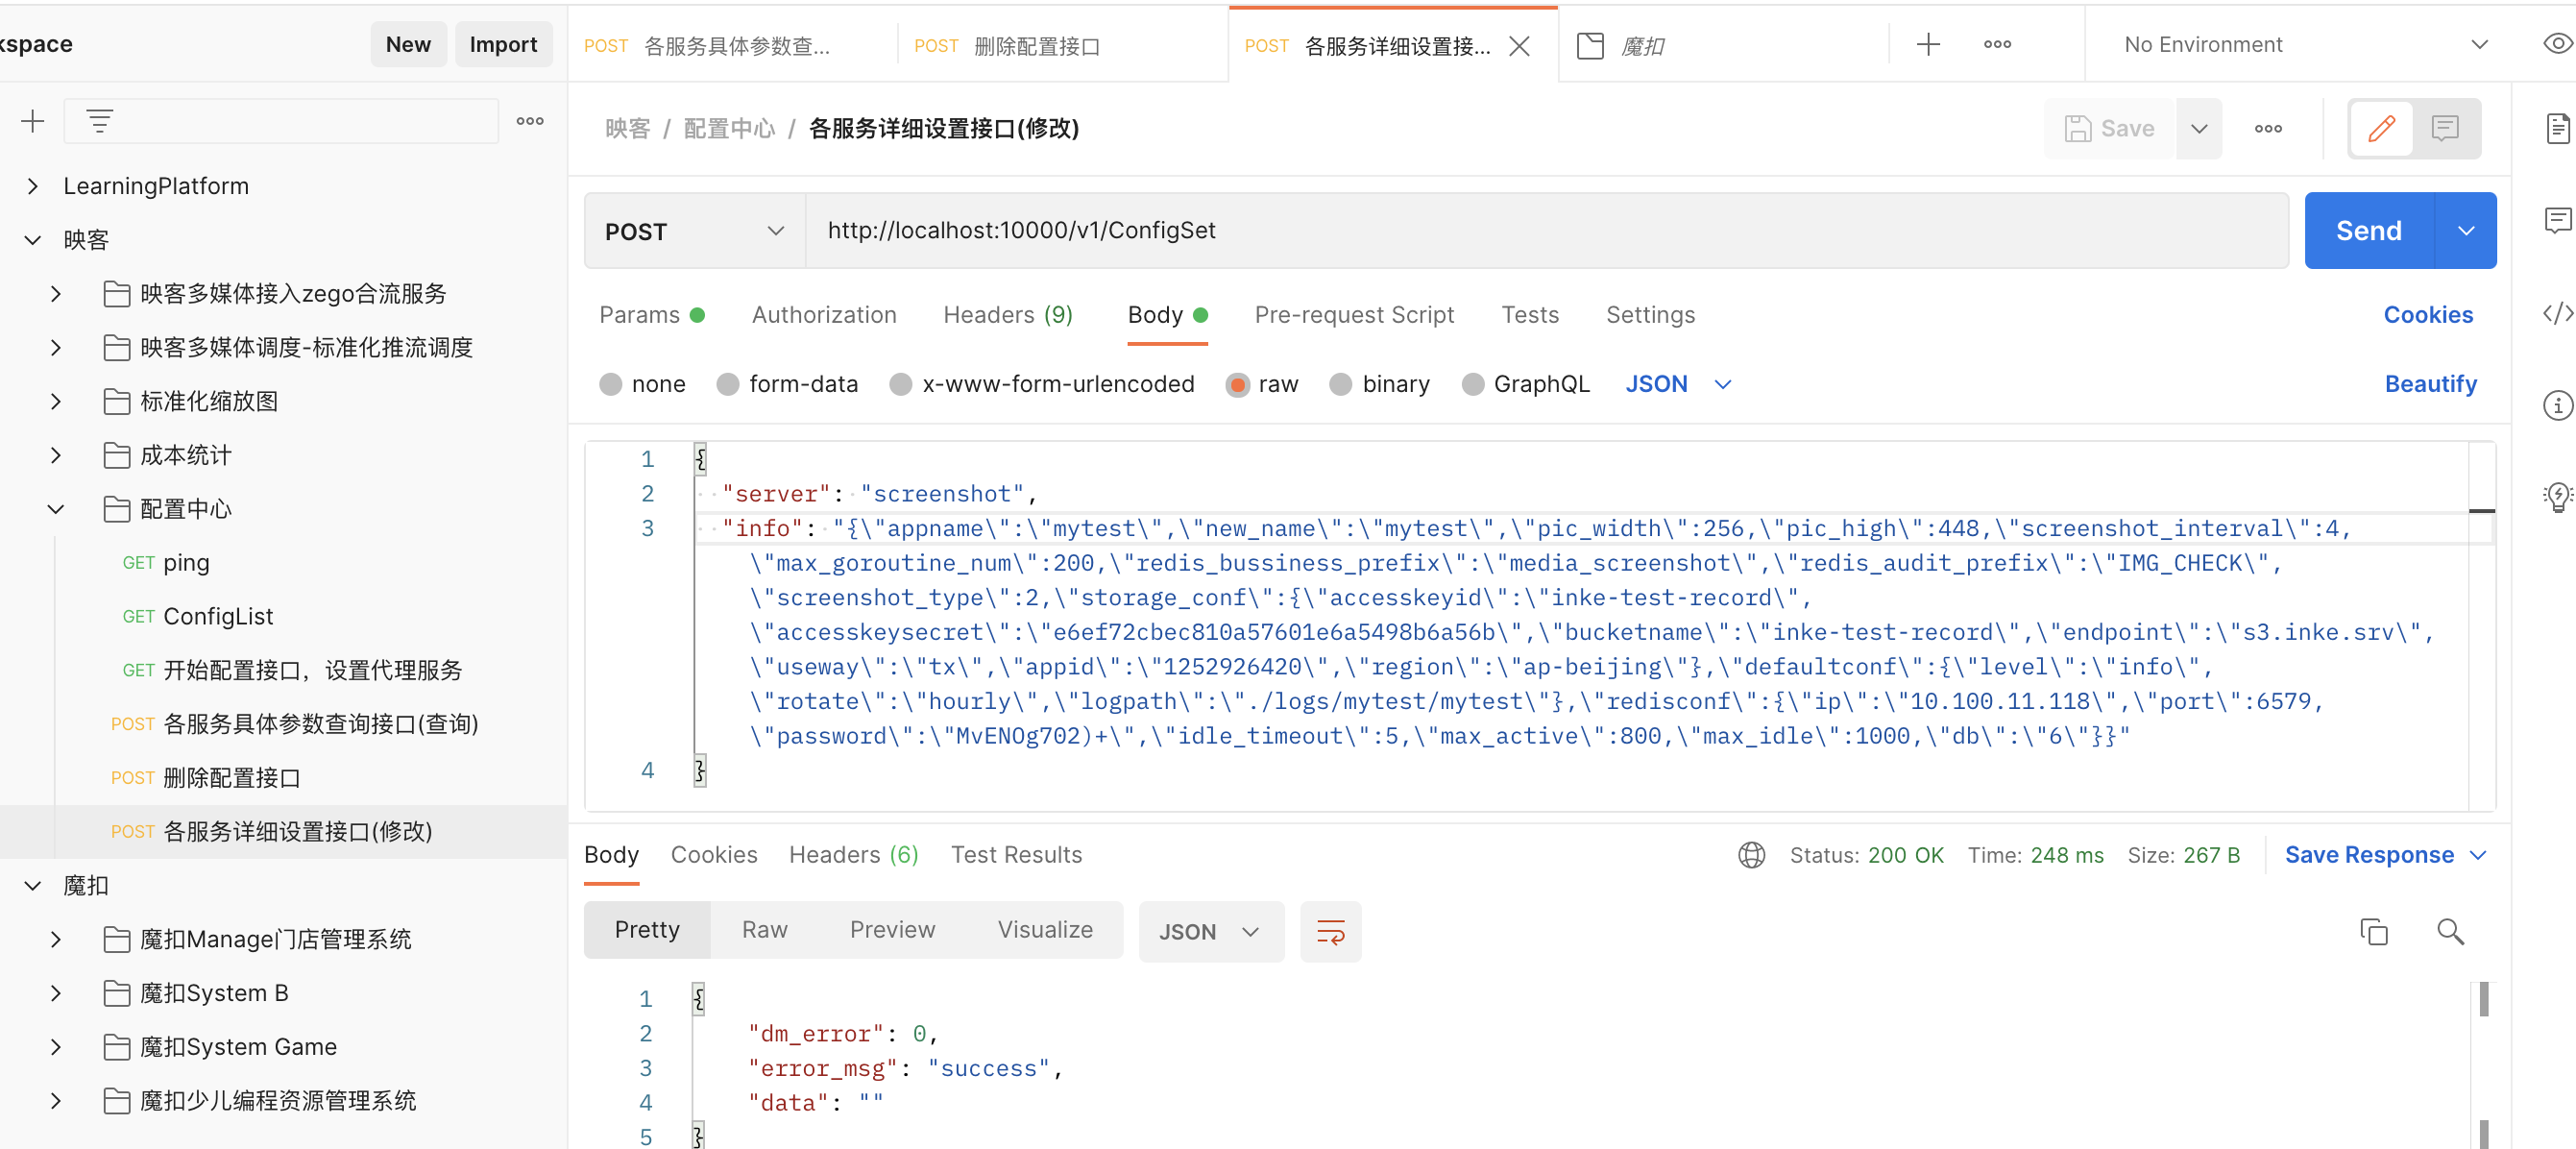 kspace
New
Import
POST 各服务具体参数查...
POST 删除配置接口
POST 各服务详细设置接...
魔扣
No Environment
映客 / 配置中心 / 各服务详细设置接口(修改)
Save
LearningPlatform
映客
映客多媒体接入zego合流服务
映客多媒体调度-标准化推流调度
标准化缩放图
成本统计
配置中心
GET ping
GET ConfigList
GET 开始配置接口，设置代理服务
POST 各服务具体参数查询接口(查询)
POST 删除配置接口
POST 各服务详细设置接口(修改)
魔扣
魔扣Manage门店管理系统
魔扣System B
魔扣System Game
魔扣少儿编程资源管理系统
POST
http://localhost:10000/v1/ConfigSet
Send
Params
Authorization
Headers (9)
Body
Pre-request Script
Tests
Settings
Cookies
none
form-data
x-www-form-urlencoded
raw
binary
GraphQL
JSON
Beautify
1 {
2 "server": "screenshot",
3 "info": "{\"appname\":\"mytest\",\"new_name\":\"mytest\",\"pic_width\":256,\"pic_high\":448,\"screenshot_interval\":4,
\"max_goroutine_num\":200,\"redis_bussiness_prefix\":\"media_screenshot\",\"redis_audit_prefix\":\"IMG_CHECK\",
\"screenshot_type\":2,\"storage_conf\":{\"accesskeyid\":\"inke-test-record\",
\"accesskeysecret\":\"e6ef72cbec810a57601e6a5498b6a56b\",\"bucketname\":\"inke-test-record\",\"endpoint\":\"s3.inke.srv\",
\"useway\":\"tx\",\"appid\":\"1252926420\",\"region\":\"ap-beijing\"},\"defaultconf\":{\"level\":\"info\",
\"rotate\":\"hourly\",\"logpath\":\"./logs/mytest/mytest\"},\"redisconf\":{\"ip\":\"10.100.11.118\",\"port\":6579,
\"password\":\"MvENOg702)+\",\"idle_timeout\":5,\"max_active\":800,\"max_idle\":1000,\"db\":\"6\"}}"
4 }
Body
Cookies
Headers (6)
Test Results
Status: 200 OK
Time: 248 ms
Size: 267 B
Save Response
Pretty
Raw
Preview
Visualize
JSON
1 {
2 "dm_error": 0,
3 "error_msg": "success",
4 "data": ""
5 }